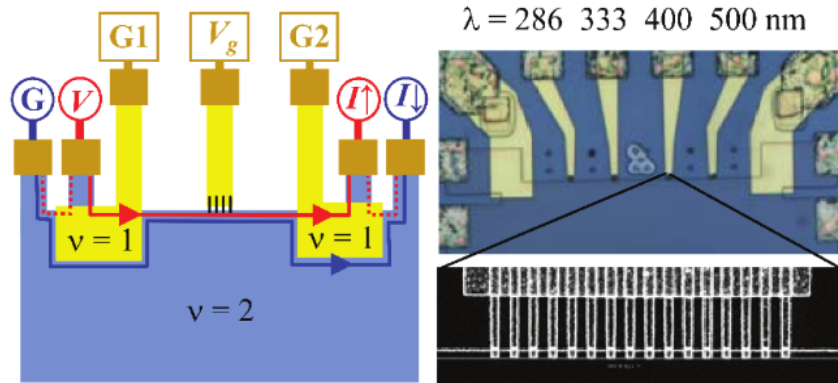 λ = 286 333 400 500 nm
G1 V_g G2
G V I↑ I↓
ν = 1 ν = 1
ν = 2